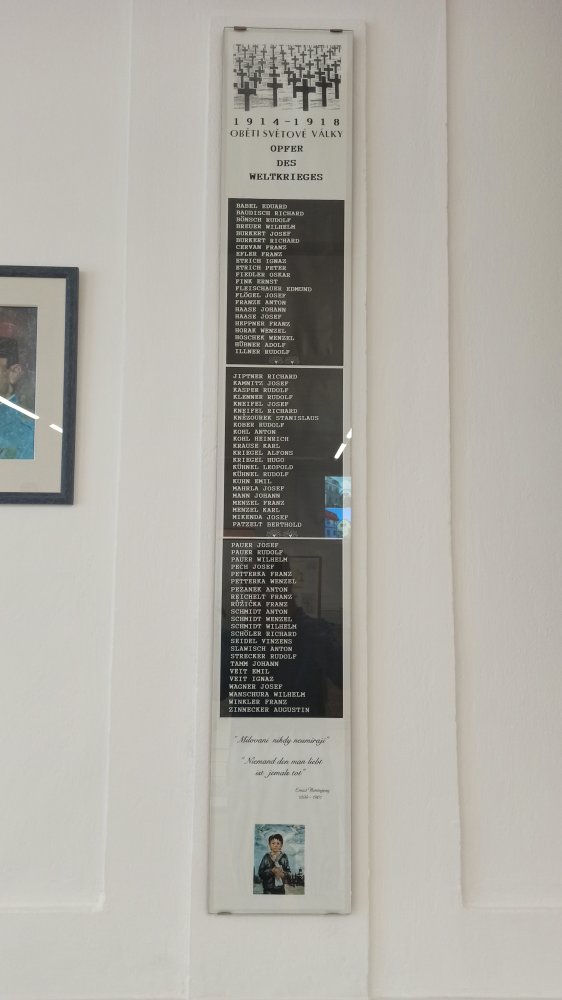 1914-1918
OBĚTI SVĚTOVÉ VÁLKY
OPFER
DES
WELTKRIEGES
BABEL EDUARD
BAUDISCH RICHARD
BÖNSCH RUDOLF
BREUER WILHELM
BURKERT JOSEF
BURKERT RICHARD
CERVAN FRANZ
EFLER FRANZ
ETRICH IGNAZ
ETRICH PETER
FIEDLER OSKAR
FINK ERNST
FLEISCHAUER EDMUND
FLÖGEL JOSEF
FRANZE ANTON
HAASE JOHANN
HAASE JOSEF
HEPPNER FRANZ
HORAK WENZEL
HOSCHEK WENZEL
HÜBNER ADOLF
ILLNER RUDOLF
JIPTNER RICHARD
KAMNITZ JOSEF
KASPER RUDOLF
KLEMNER RUDOLF
KNEIFEL JOSEF
KNEIFEL RICHARD
KNĚZOUREK STANISLAUS
KOBER RUDOLF
KOHL ANTON
KOHL HEINRICH
KRAUSE KARL
KRIEGEL ALFONS
KRIEGEL HUGO
KÜHNEL LEOPOLD
KÜHNEL RUDOLF
KUHN EMIL
MAHRLA JOSEF
MANN JOHANN
MENZEL FRANZ
MENZEL KARL
MIKENDA JOSEF
PATZELT BERTHOLD
PAUER JOSEF
PAUER RUDOLF
PAUER WILHELM
PECH JOSEF
PETTERKA FRANZ
PETTERKA WENZEL
PEZANEK ANTON
REICHELT FRANZ
RŮŽIČKA FRANZ
SCHMIDT ANTON
SCHMIDT WENZEL
SCHMIDT WILHELM
SCHÖLER RICHARD
SEIDEL VINZENS
SLAWISCH ANTON
STRECKER RUDOLF
TAMM JOHANN
VEIT EMIL
VEIT IGNAZ
WAGNER JOSEF
WANSCHURA WILHELM
WINKLER FRANZ
ZINNECKER AUGUSTIN
"Milovaní nikdy neumírají"
"Niemand den man liebt
ist jemals tot"
Ernest Hemingway